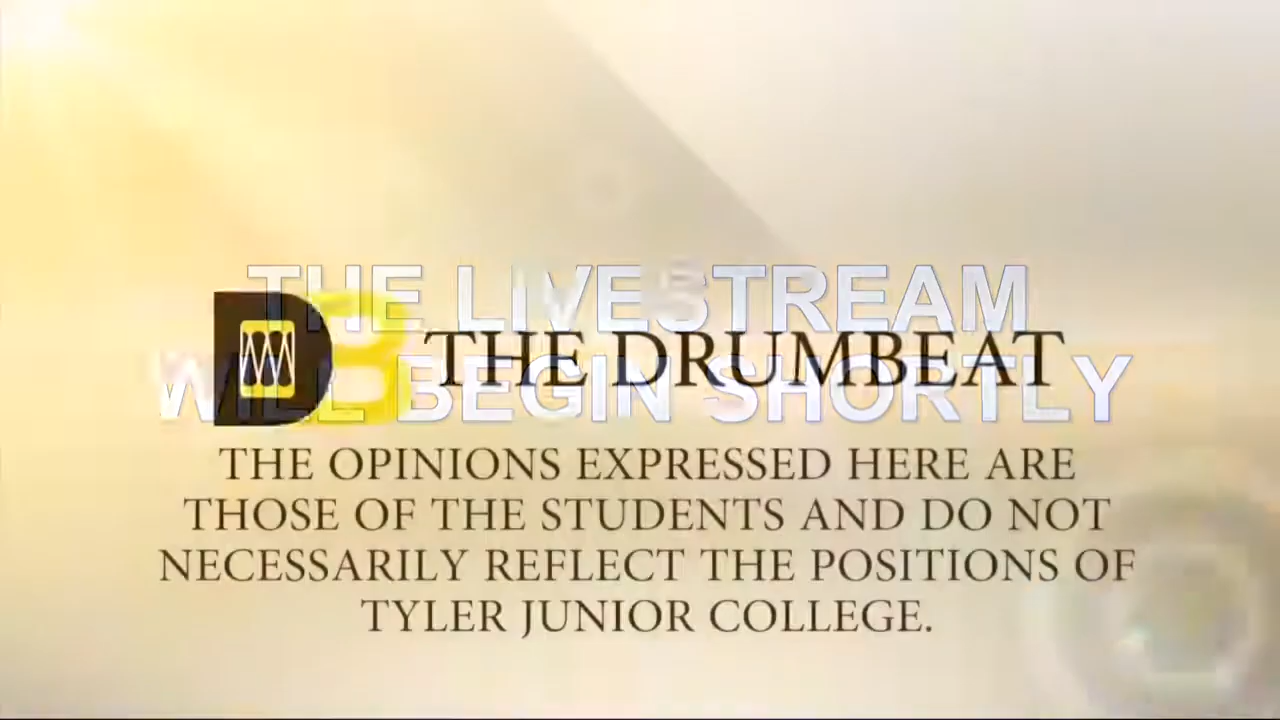 THE LIVESTREAM
WILL BEGIN SHORTLY
DB THE DRUMBEAT
THE OPINIONS EXPRESSED HERE ARE
THOSE OF THE STUDENTS AND DO NOT
NECESSARILY REFLECT THE POSITIONS OF
TYLER JUNIOR COLLEGE.